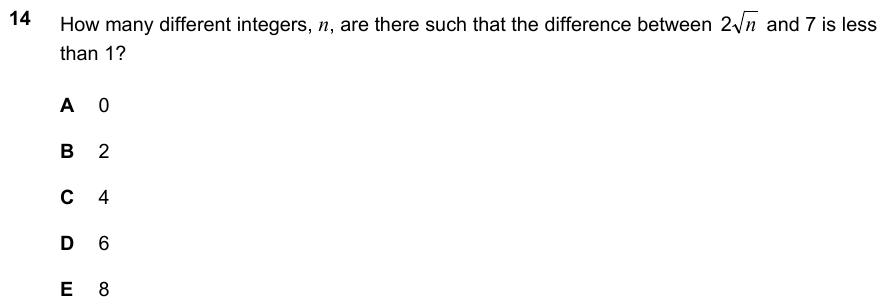 14 How many different integers, n, are there such that the difference between 2√n and 7 is less
than 1?
A 0
B 2
C 4
D 6
E 8